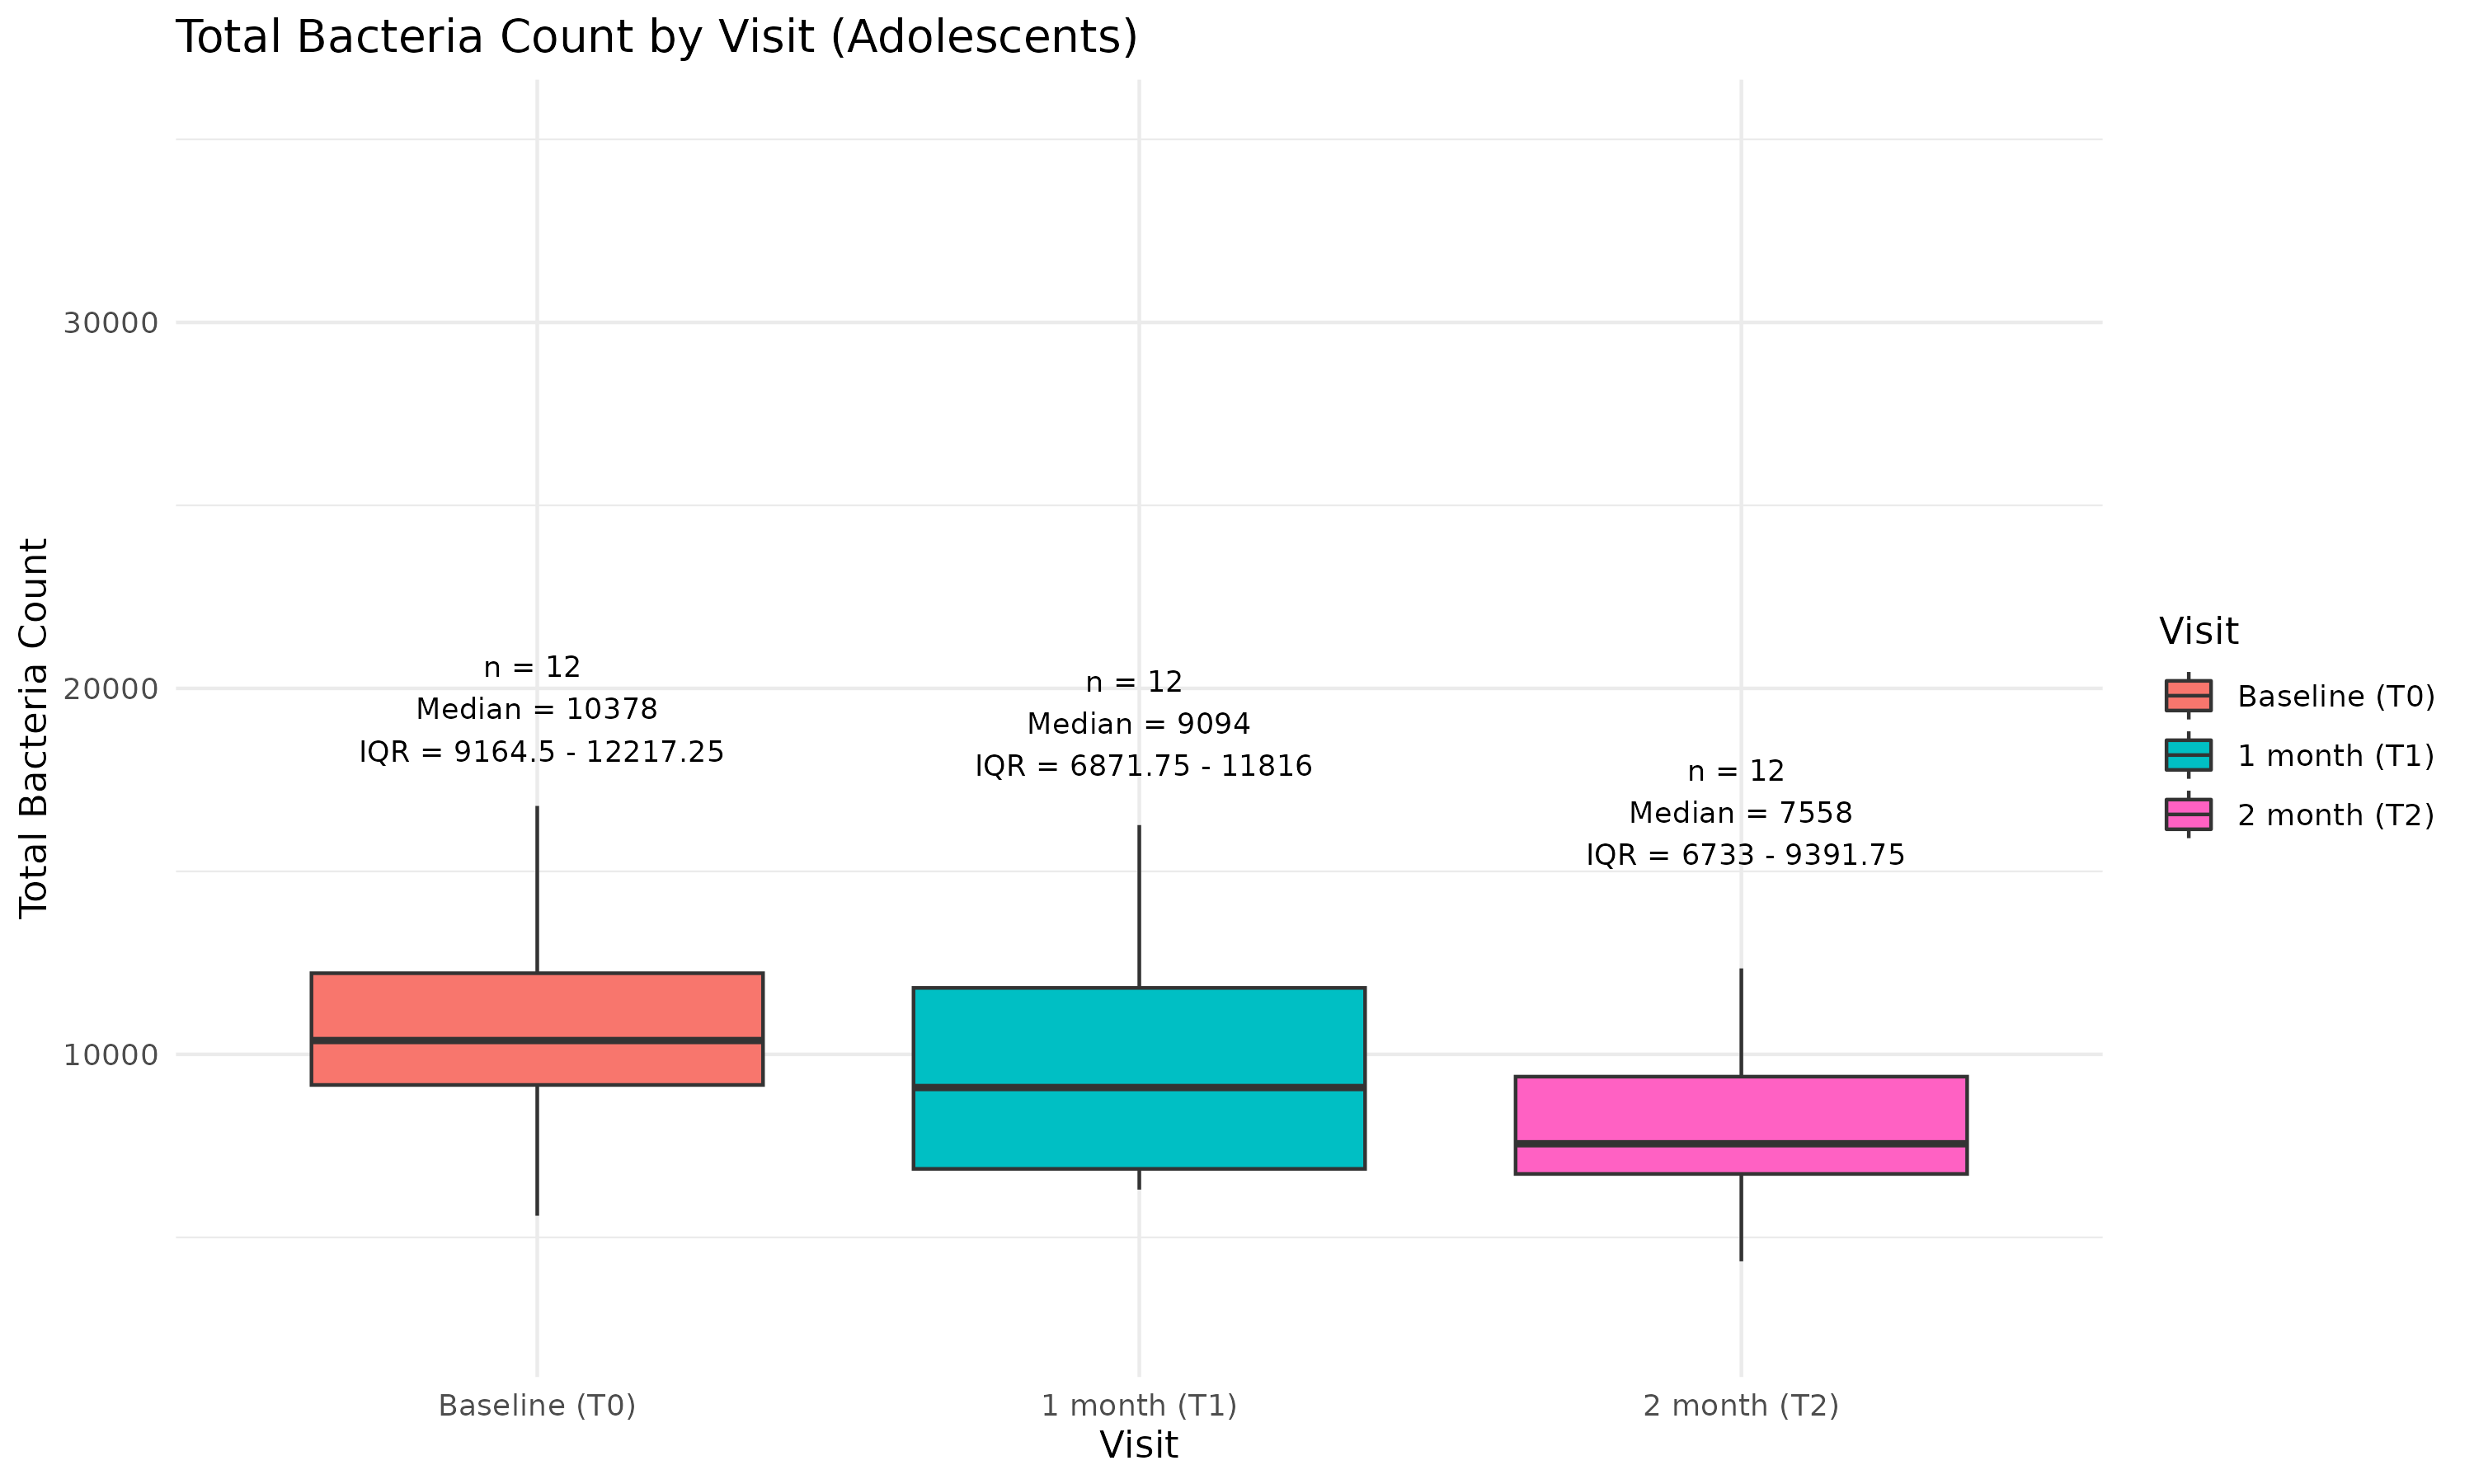 Total Bacteria Count by Visit (Adolescents)
Total Bacteria Count
30000
20000
10000
n = 12
Median = 10378
IQR = 9164.5 - 12217.25
n = 12
Median = 9094
IQR = 6871.75 - 11816
n = 12
Median = 7558
IQR = 6733 - 9391.75
Baseline (T0)
1 month (T1)
2 month (T2)
Visit
Visit
Baseline (T0)
1 month (T1)
2 month (T2)